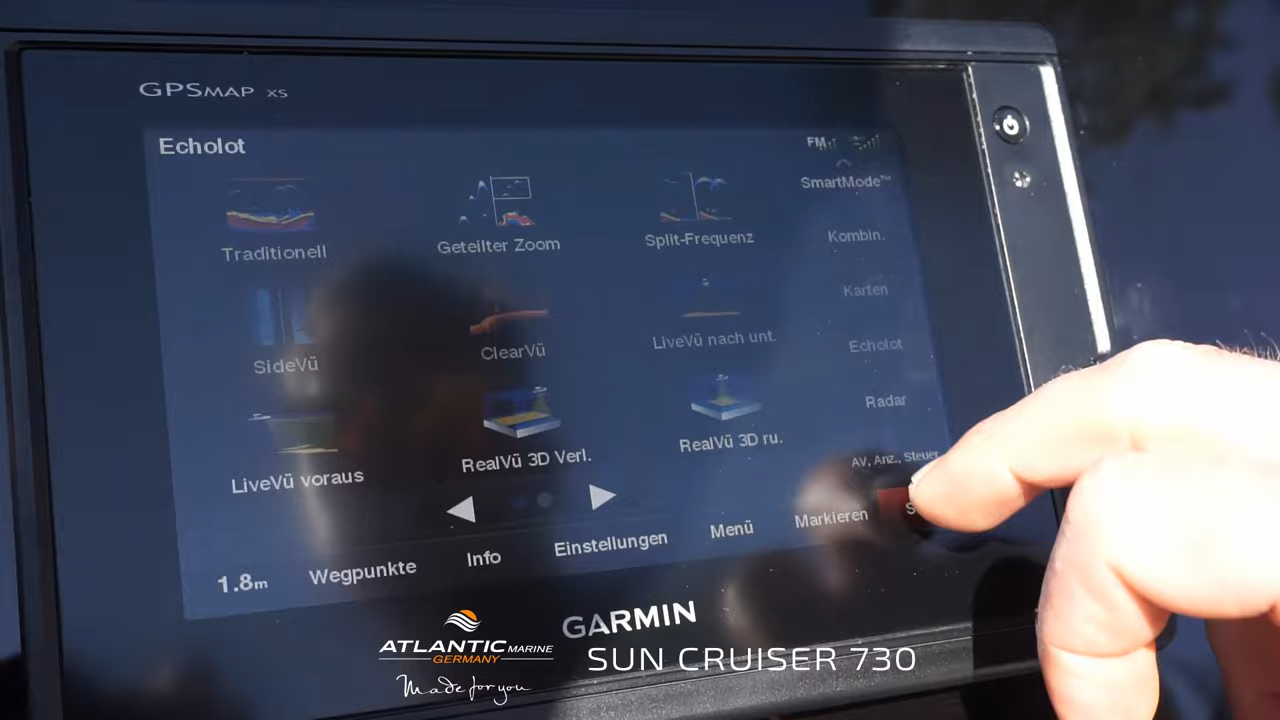 GPSMAP XS
Echolot
FM
SmartMode™
Traditionell
Geteilter Zoom
Split-Frequenz
Kombin.
Karten
SideVü
ClearVü
LiveVü nach unt.
Echolot
Radar
LiveVü voraus
RealVü 3D Verl.
RealVü 3D ru.
AV, Anz., Steuer
1.8m
Wegpunkte
Info
Einstellungen
Menü
Markieren
GARMIN
ATLANTIC MARINE
GERMANY
Made for you
SUN CRUISER 730